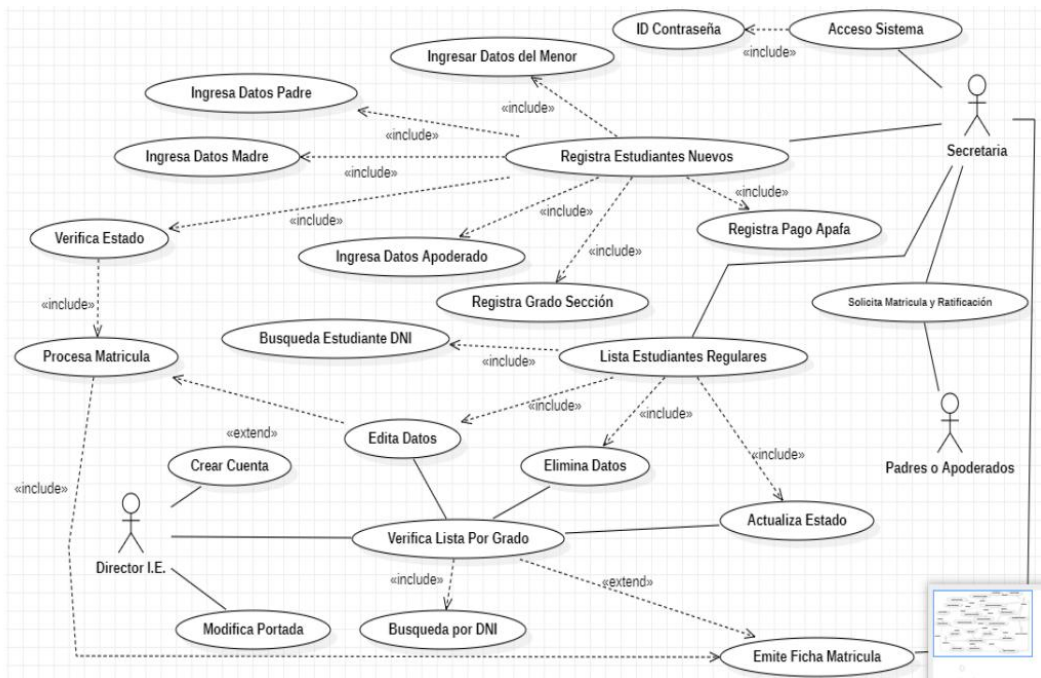 ID Contraseña
Acceso Sistema
«include»
Ingresar Datos del Menor
Ingresa Datos Padre
«include»
«include»
Ingresa Datos Madre
«include»
Registra Estudiantes Nuevos
Secretaria
«include»
«include»
«include»
«include»
Registra Pago Apafa
Verifica Estado
Ingresa Datos Apoderado
«include»
Registra Grado Sección
Solicita Matricula y Ratificación
«include»
Busqueda Estudiante DNI
«include»
Procesa Matricula
Lista Estudiantes Regulares
«include»
«include»
«extend»
Edita Datos
«include»
Crear Cuenta
Elimina Datos
Padres o Apoderados
«include»
Actualiza Estado
Verifica Lista Por Grado
Director I.E.
«include»
«extend»
Modifica Portada
Busqueda por DNI
Emite Ficha Matricula